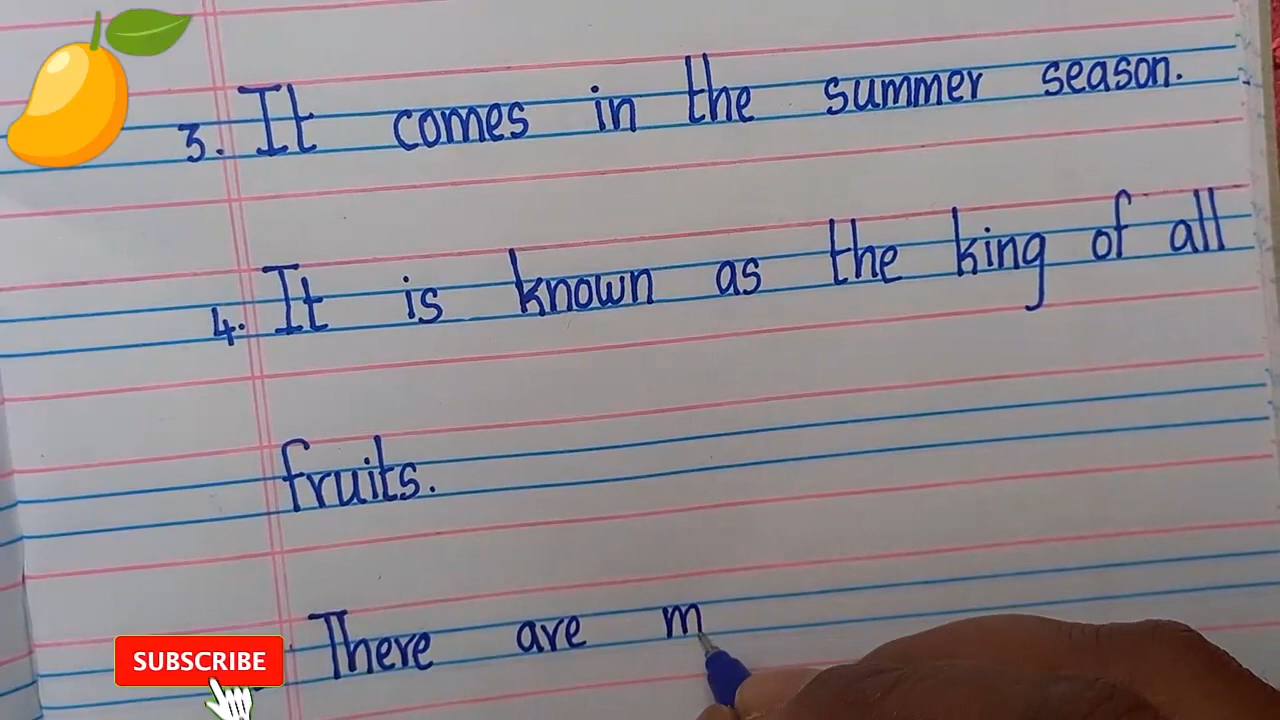 3. It comes in the summer season.
4. It is known as the king of all
fruits.
There are m
SUBSCRIBE